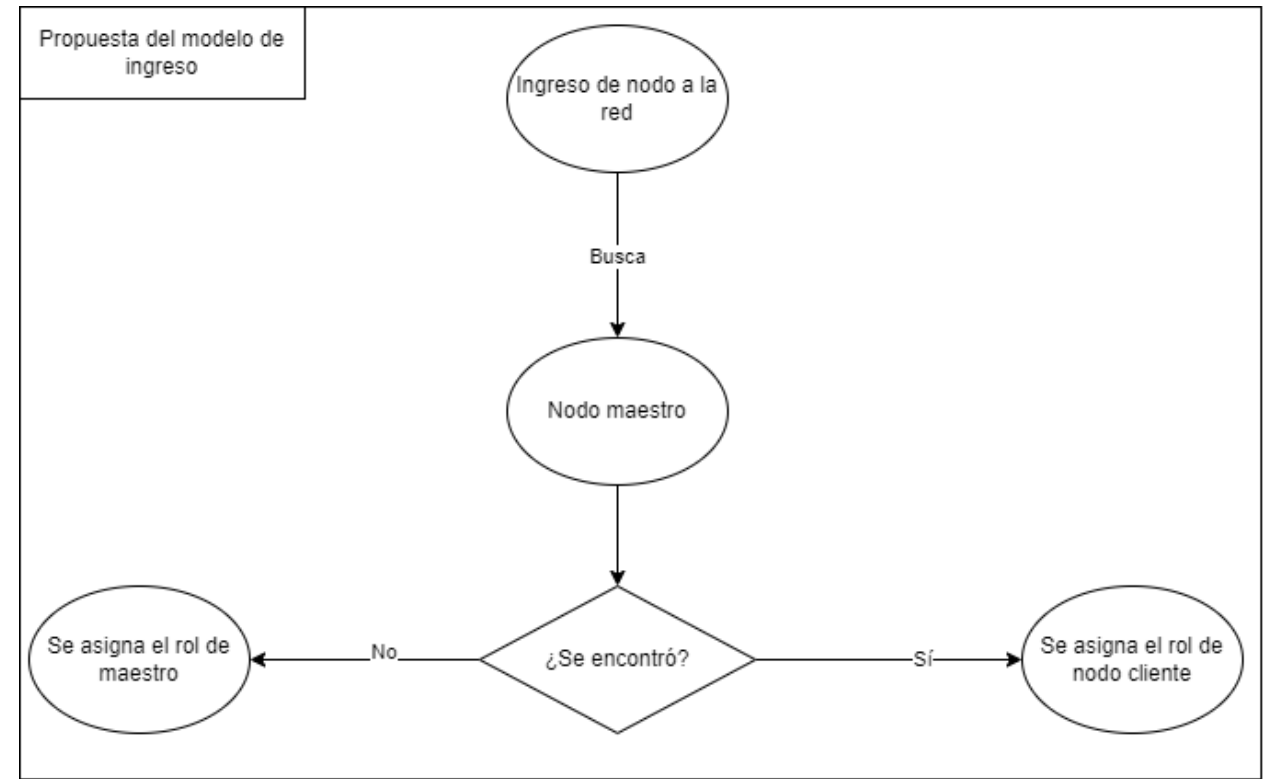 Propuesta del modelo de
ingreso
Ingreso de nodo a la
red
Busca
Nodo maestro
¿Se encontró?
No
Sí
Se asigna el rol de
maestro
Se asigna el rol de
nodo cliente